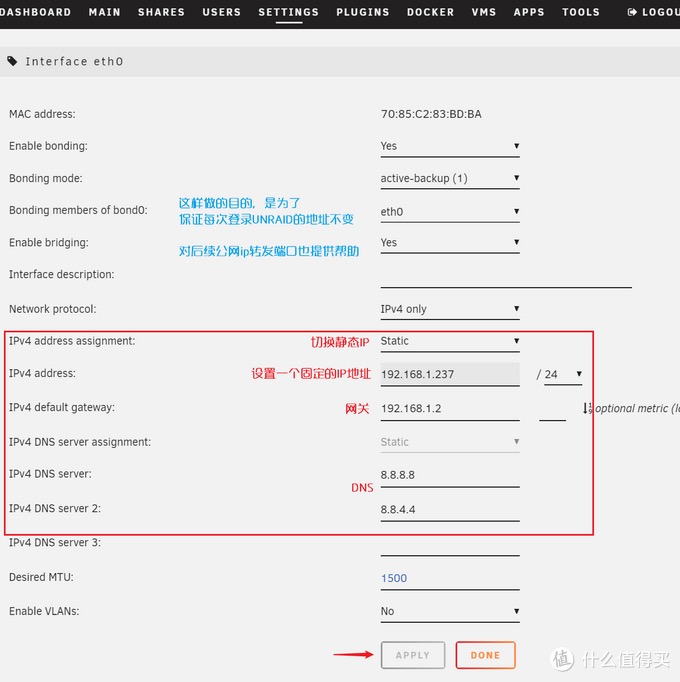 DASHBOARD MAIN SHARES USERS SETTINGS PLUGINS DOCKER VMS APPS TOOLS LOGOU
Interface eth0
MAC address: 70:85:C2:83:BD:BA
Enable bonding: Yes
Bonding mode: active-backup (1)
这样做的目的，是为了
Bonding members of bond0: eth0
保证每次登录UNRAID的地址不变
Enable bridging: Yes
对后续公网ip转发端口也提供帮助
Interface description:
Network protocol: IPv4 only
IPv4 address assignment: 切换静态IP Static
IPv4 address: 设置一个固定的IP地址 192.168.1.237 / 24
IPv4 default gateway: 网关 192.168.1.2 optional metric (lo
IPv4 DNS server assignment: Static
IPv4 DNS server: 8.8.8.8
DNS
IPv4 DNS server 2: 8.8.4.4
IPv4 DNS server 3:
Desired MTU: 1500
Enable VLANs: No
APPLY DONE
值 什么值得买